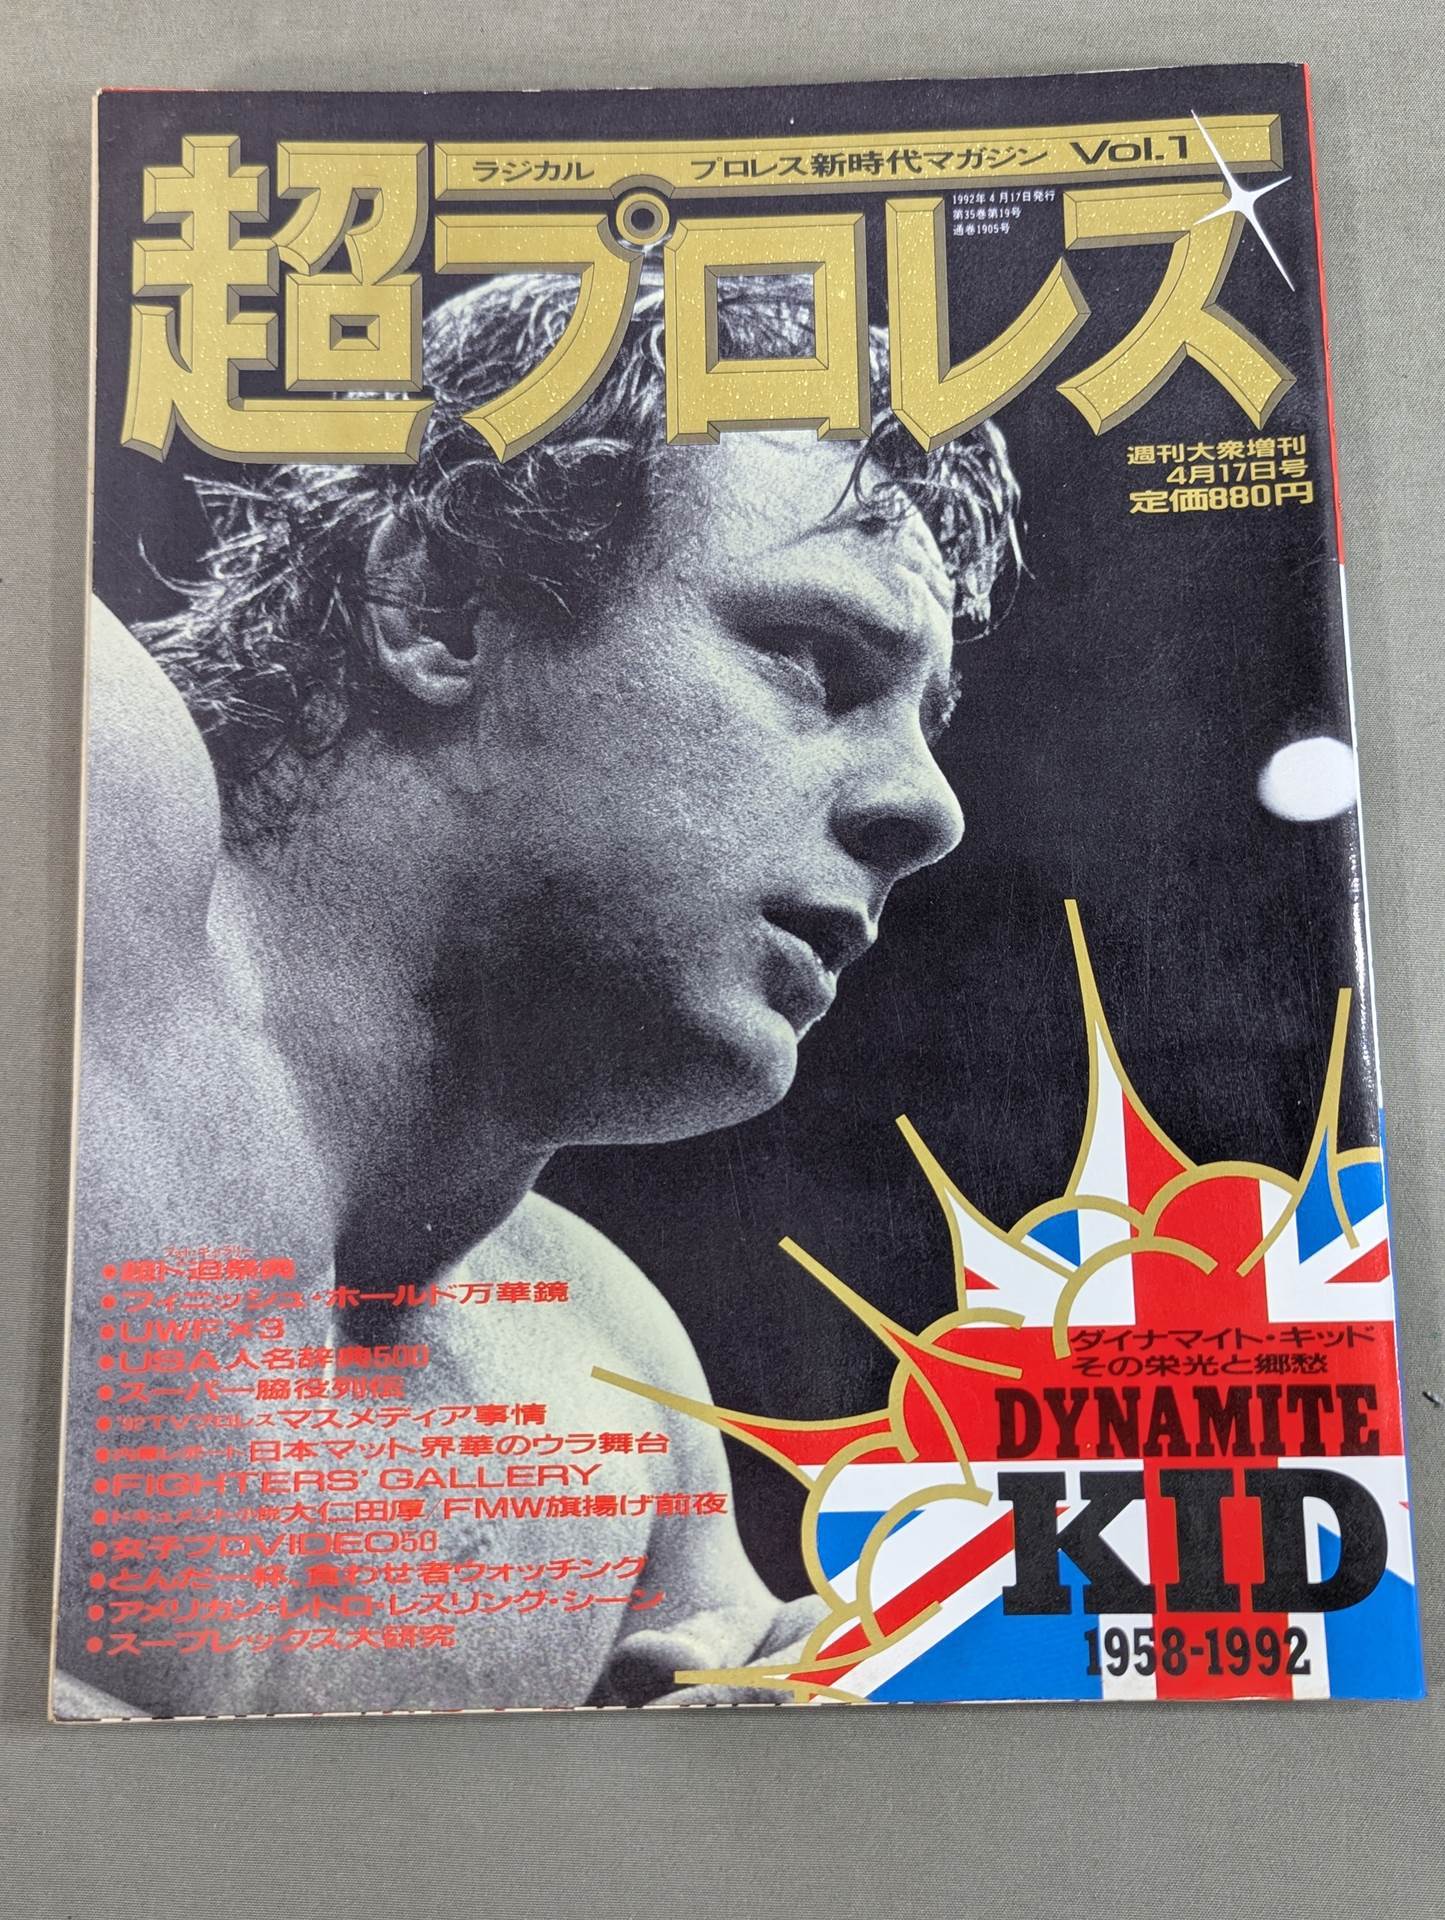 ラジカル プロレス新時代マガジン Vol.1
超プロレス
1992年4月17日発行
第35巻第19号
通巻1905号
週刊大衆増刊
4月17日号
定価880円
フォト・ギャラリー
●超ド迫祭典
●フィニッシュ・ホールド万華鏡
●UWF×3
●USA人名辞典500
●スーパー脇役列伝
●'92TVプロレスマスメディア事情
●内幕レポート 日本マット界華のウラ舞台
●FIGHTERS' GALLERY
●ドキュメント小説 大仁田厚/FMW旗揚げ前夜
●女子プロVIDEO50
●とんだ一杯、食わせ者ウォッチング
●アメリカン・レトロ・レスリング・シーン
●スープレックス大研究
ダイナマイト・キッド
その栄光と郷愁
DYNAMITE
KID
1958-1992